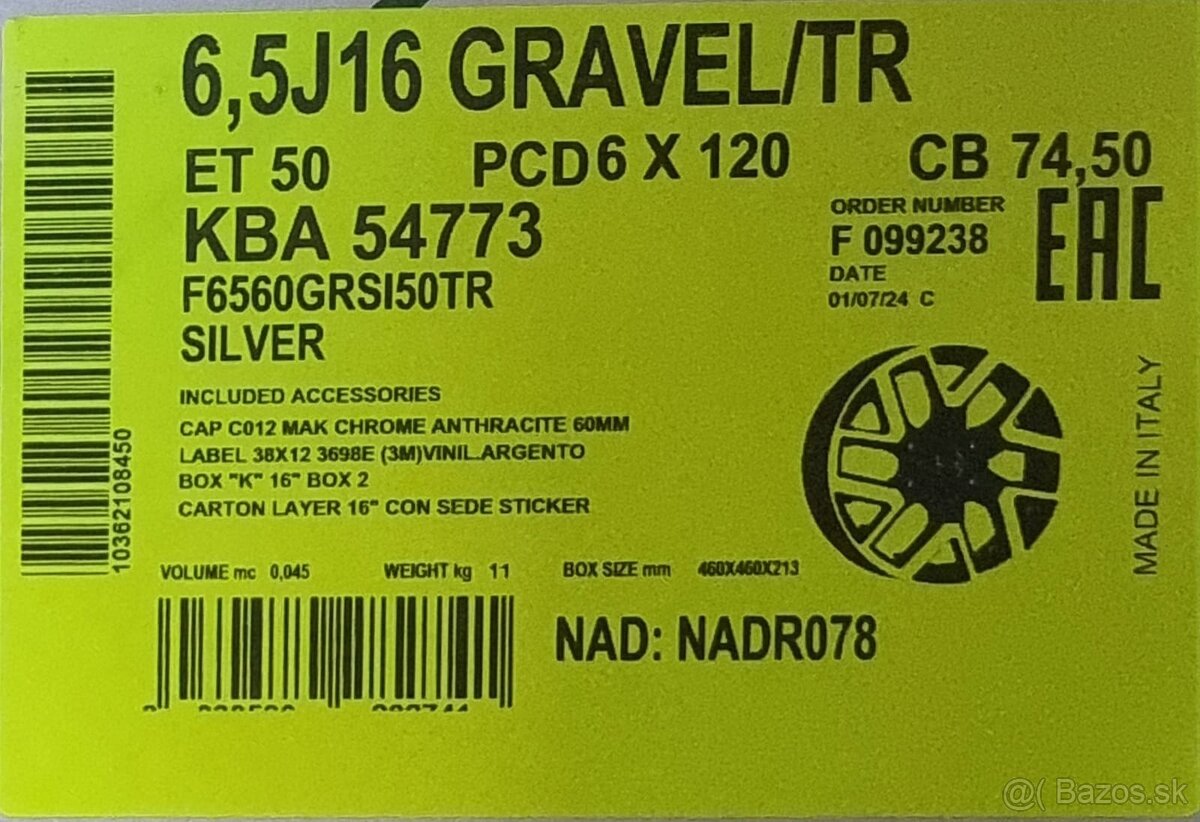 6,5J16 GRAVEL/TR
ET 50 PCD 6 X 120 CB 74,50
KBA 54773
F6560GRSI50TR
SILVER
ORDER NUMBER
F 099238
DATE
01/07/24 C
EAC
INCLUDED ACCESSORIES
CAP C012 MAK CHROME ANTHRACITE 60MM
LABEL 38X12 3698E (3M)VINIL.ARGENTO
BOX "K" 16" BOX 2
CARTON LAYER 16" CON SEDE STICKER
VOLUME mc 0,045 WEIGHT kg 11 BOX SIZE mm 460X460X213
NAD: NADR078
10362108450
MADE IN ITALY
@( Bazos.sk